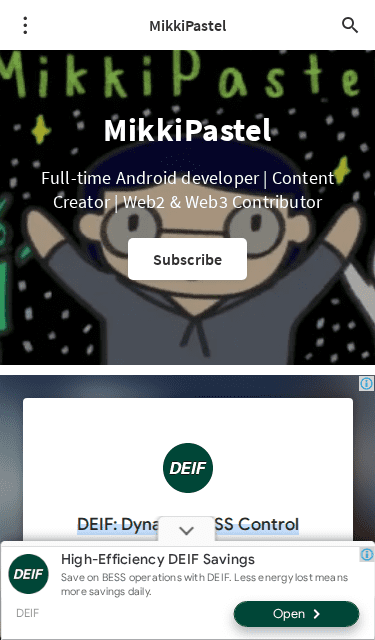 MikkiPastel
MikkiPaste
MikkiPastel
Full-time Android developer | Content
Creator | Web2 & Web3 Contributor
Subscribe
DEIF
DEIF: Dyna SS Control
High-Efficiency DEIF Savings
DEIF
Save on BESS operations with DEIF. Less energy lost means
more savings daily.
DEIF
Open